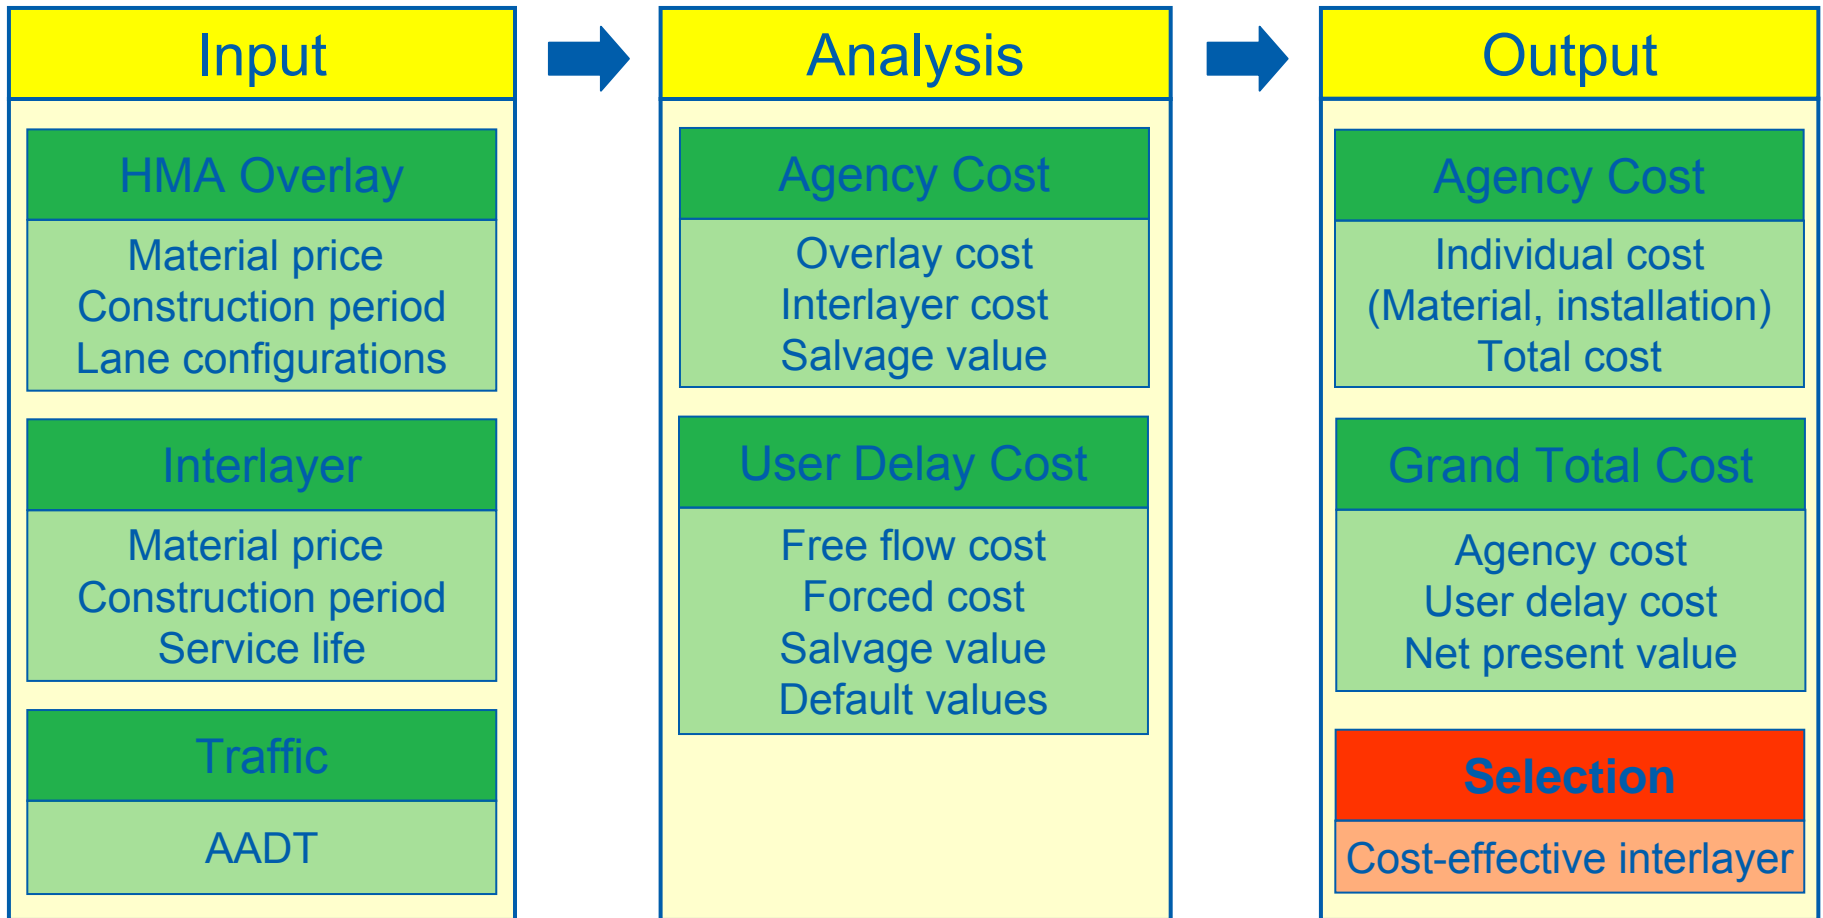 Input
HMA Overlay
Material price
Construction period
Lane configurations
Interlayer
Material price
Construction period
Service life
Traffic
AADT
Analysis
Agency Cost
Overlay cost
Interlayer cost
Salvage value
User Delay Cost
Free flow cost
Forced cost
Salvage value
Default values
Output
Agency Cost
Individual cost
(Material, installation)
Total cost
Grand Total Cost
Agency cost
User delay cost
Net present value
Selection
Cost-effective interlayer